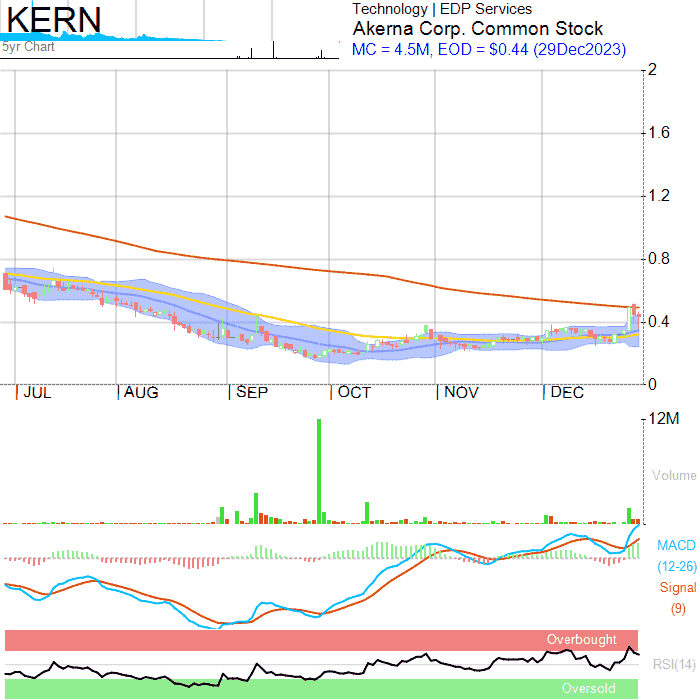 KERN
5yr Chart
Technology | EDP Services
Akerna Corp. Common Stock
MC = 4.5M, EOD = $0.44 (29Dec2023)
2
1.6
1.2
0.8
0.4
0
JUL AUG SEP OCT NOV DEC
12M
Volume
MACD
(12-26)
Signal
(9)
Overbought
RSI(14)
Oversold